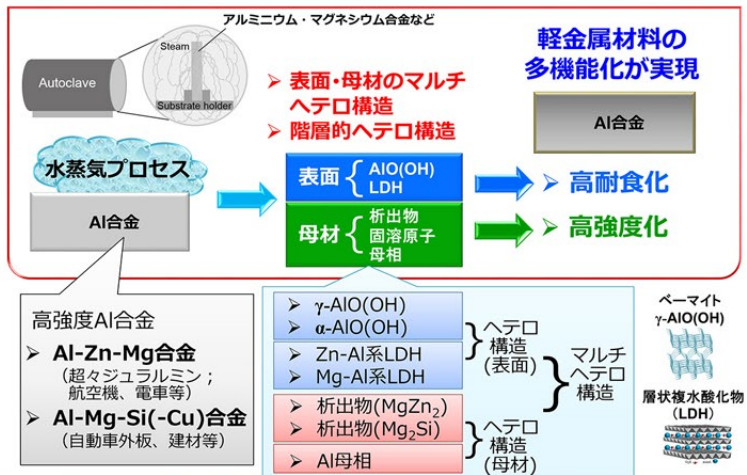 アルミニウム・マグネシウム合金など
Autoclave
Steam
Substrate holder
➢ 表面・母材のマルチ
ヘテロ構造
➢ 階層的ヘテロ構造
軽金属材料の
多機能化が実現
Al合金
水蒸気プロセス
Al合金
表面
AlO(OH)
LDH
➢ 高耐食化
母材
析出物
固溶原子
母相
➢ 高強度化
高強度Al合金
➢ Al-Zn-Mg合金
(超々ジュラルミン;
航空機、電車等)
➢ Al-Mg-Si(-Cu)合金
(自動車外板、建材等)
➢ γ-AlO(OH)
➢ α-AlO(OH)
➢ Zn-Al系LDH
➢ Mg-Al系LDH
➢ 析出物(MgZn₂)
➢ 析出物(Mg₂Si)
➢ Al母相
ヘテロ
構造
(表面)
ヘテロ
構造
(母材)
マルチ
ヘテロ
構造
ベーマイト
γ-AlO(OH)
層状複水酸化物
(LDH)